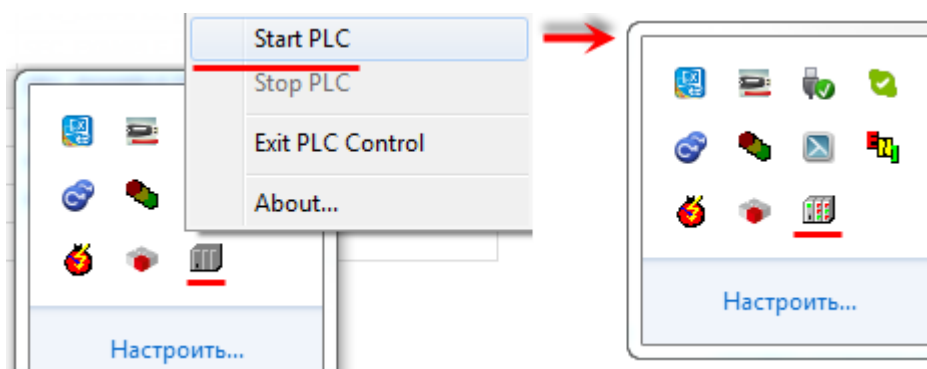 Start PLC
Stop PLC
Exit PLC Control
About...
Настроить...
Настроить...